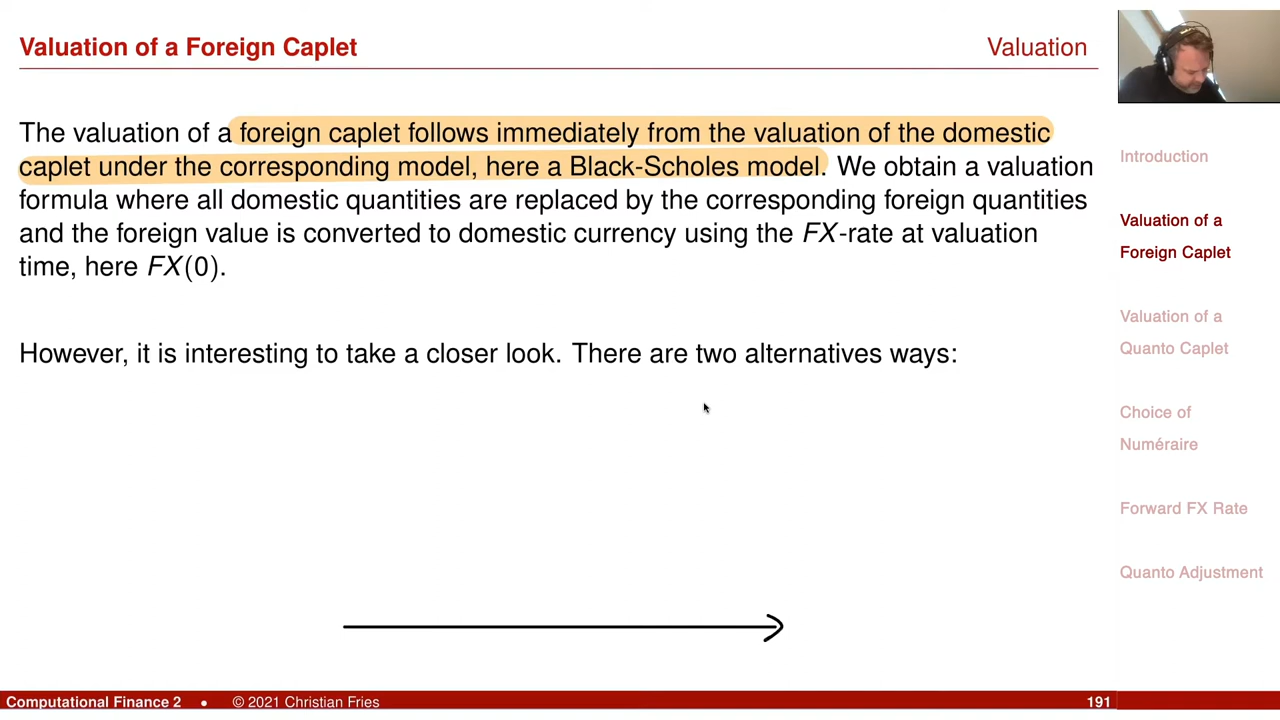 Valuation of a Foreign Caplet
Valuation
The valuation of a foreign caplet follows immediately from the valuation of the domestic
caplet under the corresponding model, here a Black-Scholes model. We obtain a valuation
formula where all domestic quantities are replaced by the corresponding foreign quantities
and the foreign value is converted to domestic currency using the FX-rate at valuation
time, here FX(0).
However, it is interesting to take a closer look. There are two alternatives ways:
Introduction
Valuation of a
Foreign Caplet
Valuation of a
Quanto Caplet
Choice of
Numéraire
Forward FX Rate
Quanto Adjustment
Computational Finance 2 • © 2021 Christian Fries
191